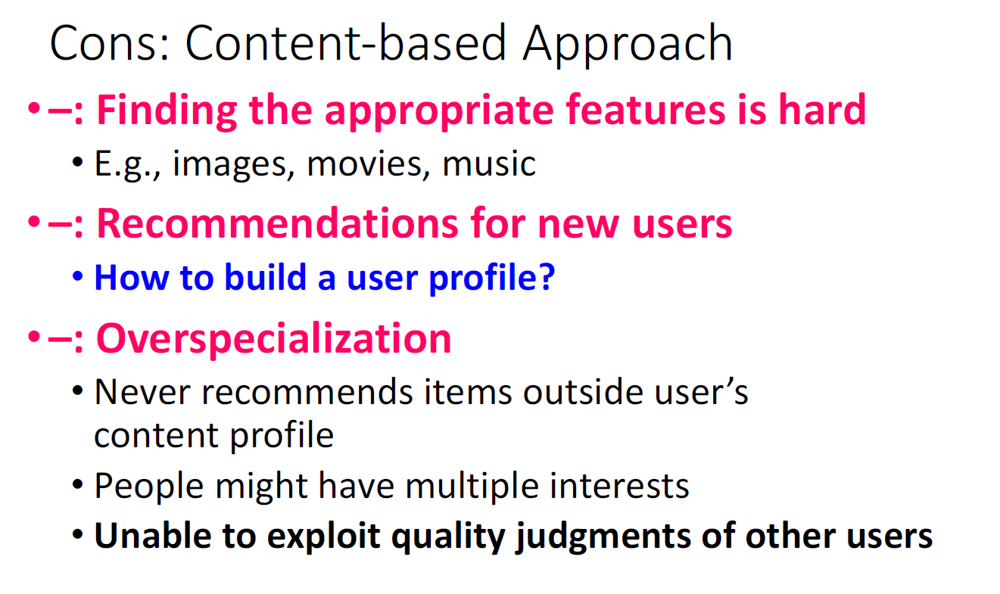 Cons: Content-based Approach
• –: Finding the appropriate features is hard
• E.g., images, movies, music
• –: Recommendations for new users
• How to build a user profile?
• –: Overspecialization
• Never recommends items outside user’s
content profile
• People might have multiple interests
• Unable to exploit quality judgments of other users